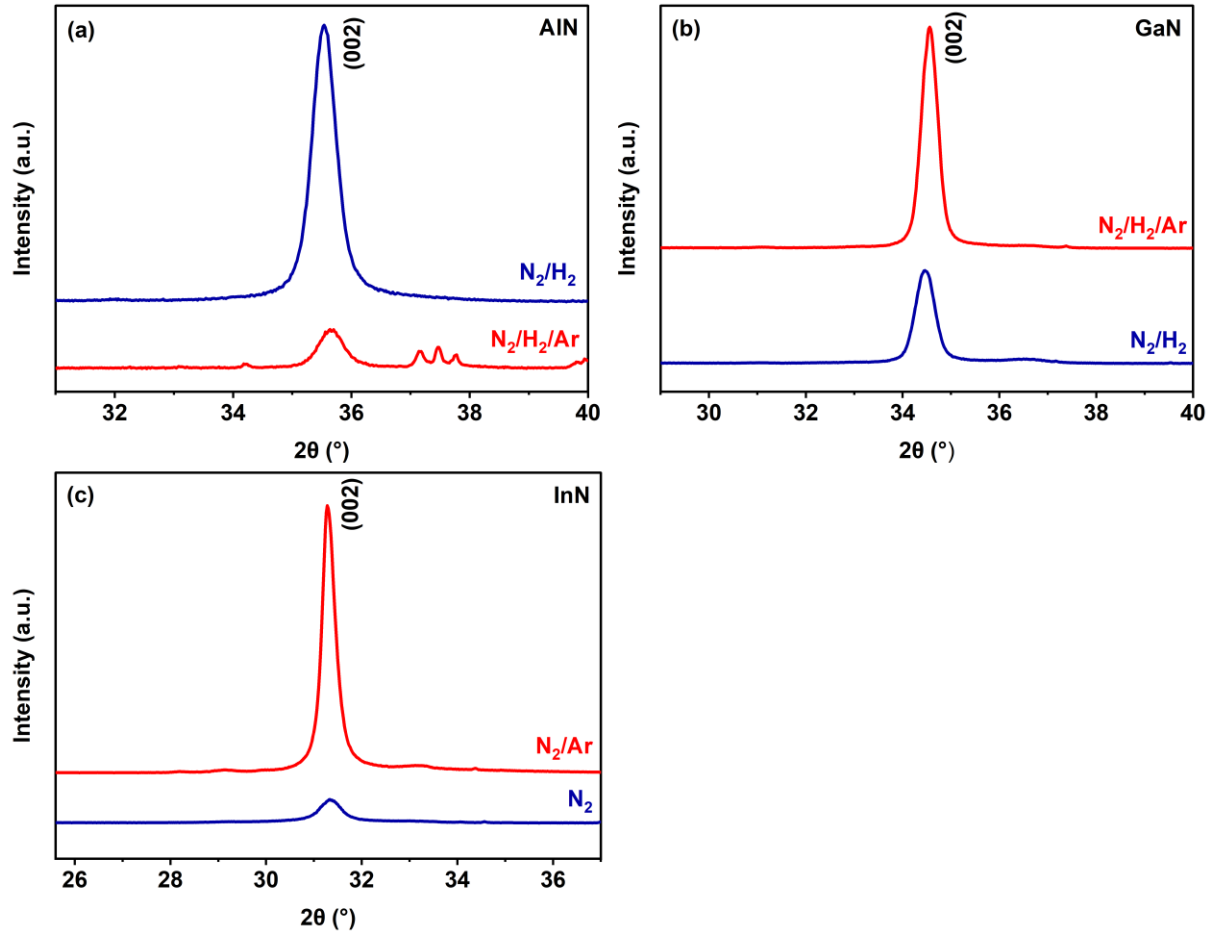 (a)
AlN
(002)
N₂/H₂
N₂/H₂/Ar
Intensity (a.u.)
32 34 36 38 40
2θ (°)
(b)
GaN
(002)
N₂/H₂/Ar
N₂/H₂
Intensity (a.u.)
30 32 34 36 38 40
2θ (°)
(c)
InN
(002)
N₂/Ar
N₂
Intensity (a.u.)
26 28 30 32 34 36
2θ (°)